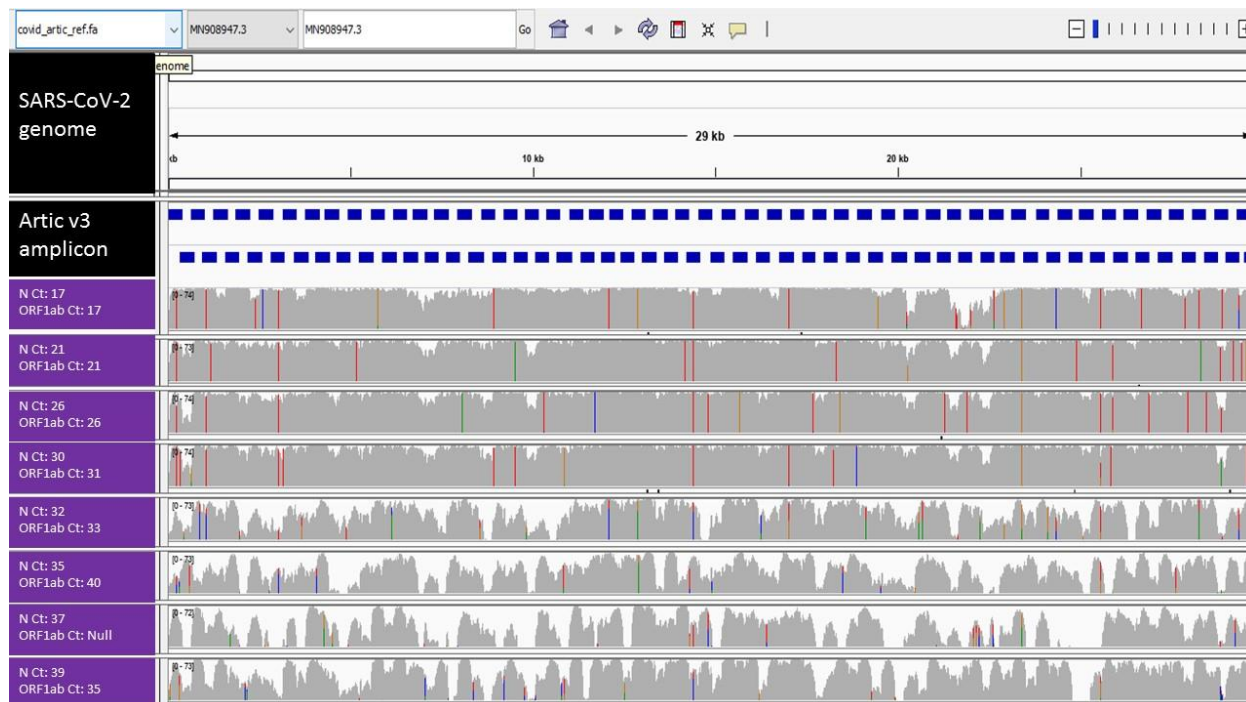 covid_artic_ref.fa MN908947.3 MN908947.3 Go
enome
SARS-CoV-2
genome
29 kb
kb 10 kb 20 kb
Artic v3
amplicon
N Ct: 17 [0 - 74]
ORF1ab Ct: 17
N Ct: 21 [0 - 73]
ORF1ab Ct: 21
N Ct: 26 [0 - 74]
ORF1ab Ct: 26
N Ct: 30 [0 - 74]
ORF1ab Ct: 31
N Ct: 32 [0 - 73]
ORF1ab Ct: 33
N Ct: 35 [0 - 73]
ORF1ab Ct: 40
N Ct: 37 [0 - 72]
ORF1ab Ct: Null
N Ct: 39 [0 - 73]
ORF1ab Ct: 35